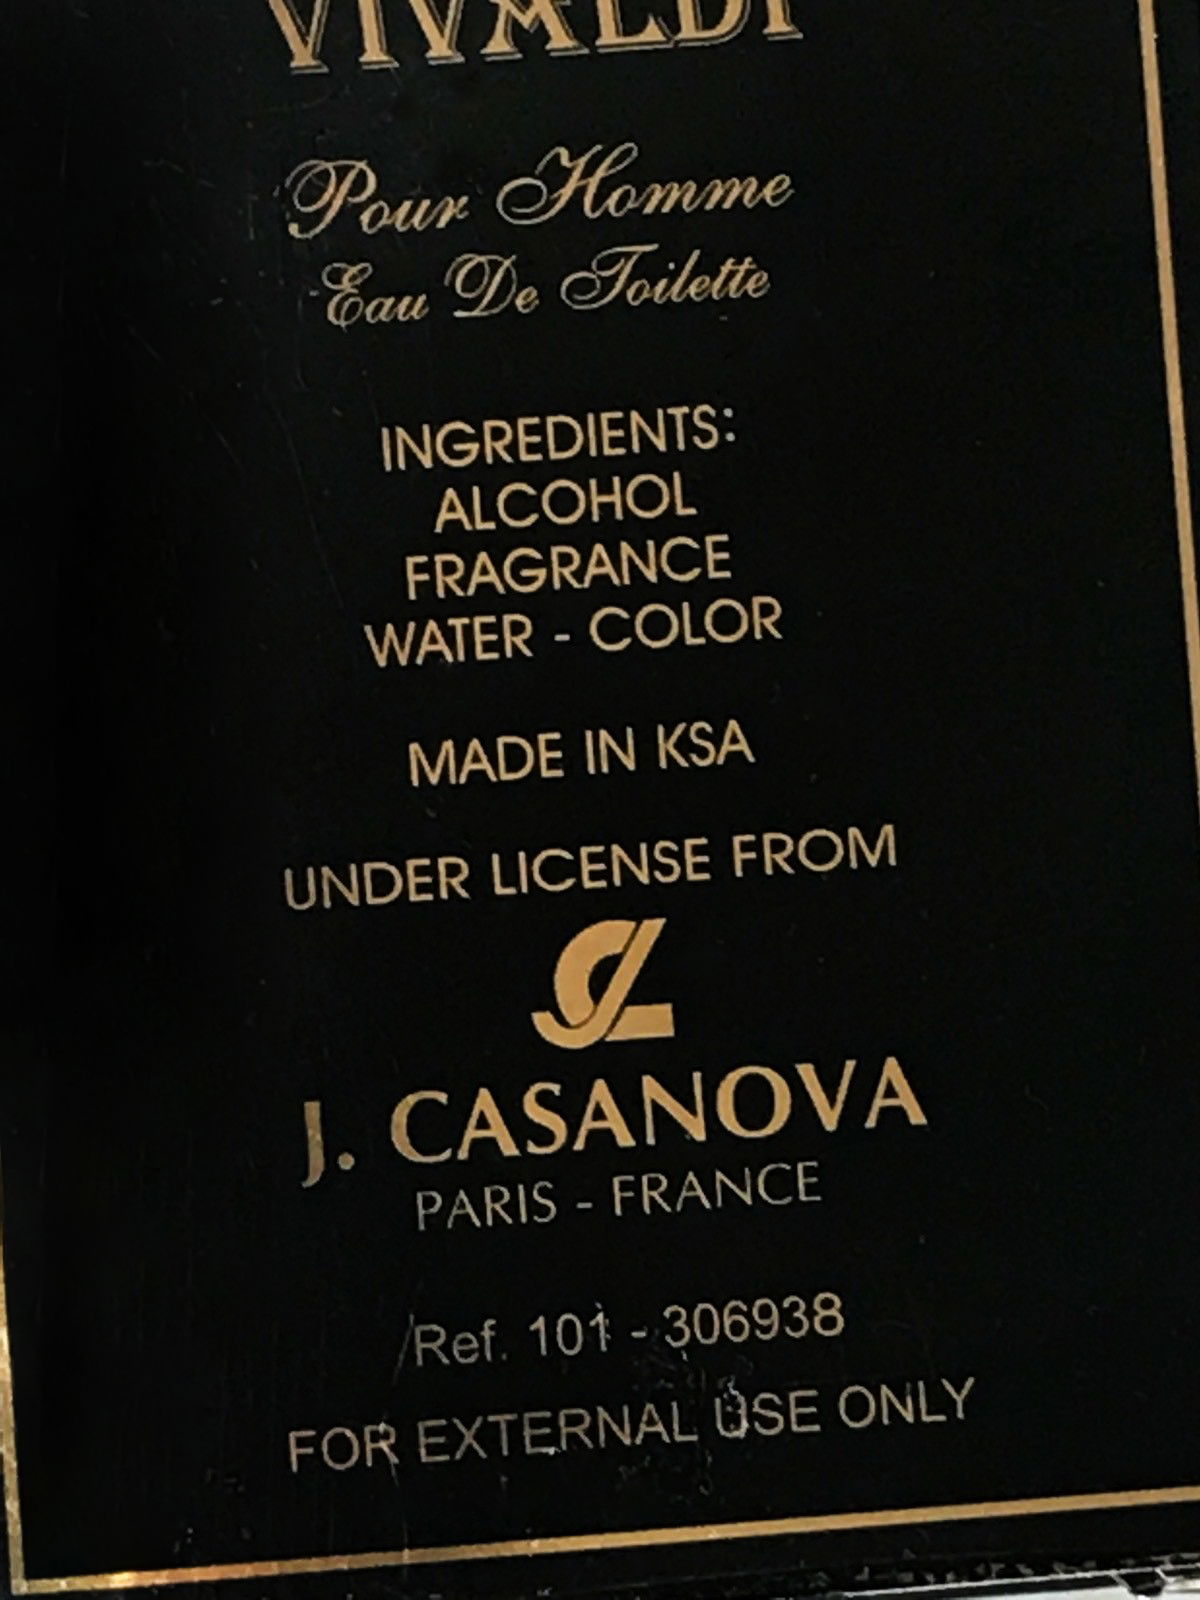 VIVALDI
Pour Homme
Eau De Toilette
INGREDIENTS:
ALCOHOL
FRAGRANCE
WATER - COLOR
MADE IN KSA
UNDER LICENSE FROM
J. CASANOVA
PARIS - FRANCE
Ref. 101 - 306938
FOR EXTERNAL USE ONLY